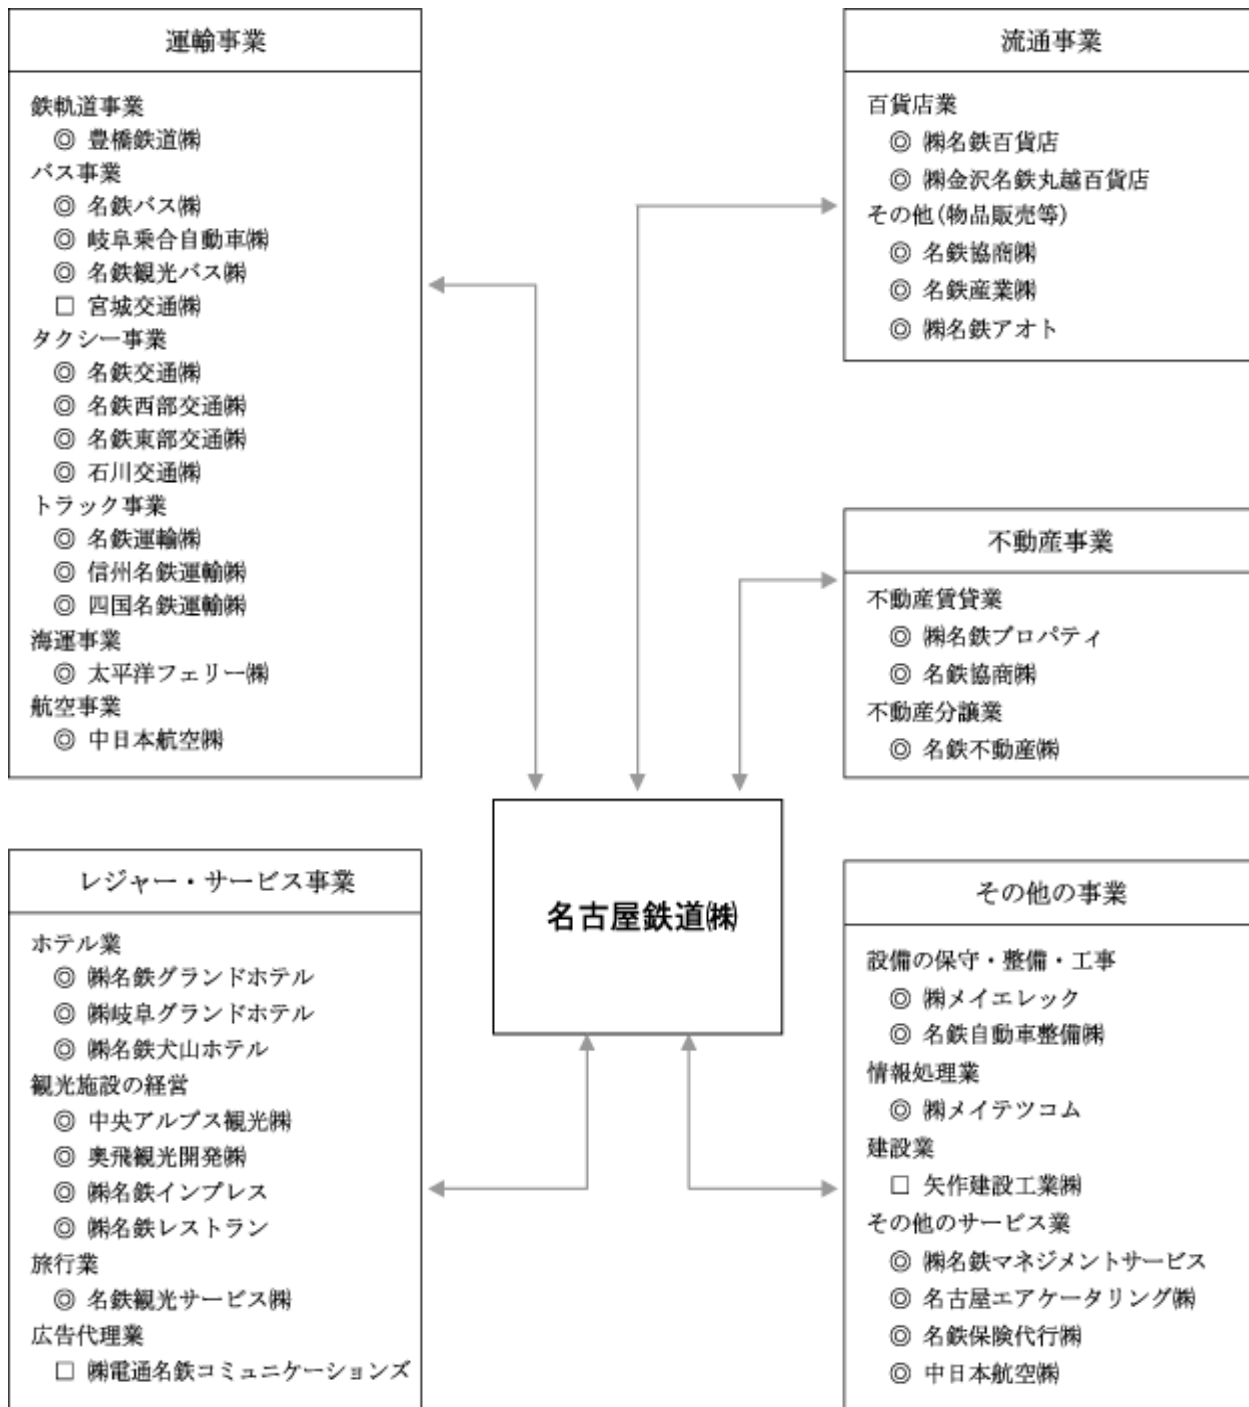 運輸事業
鉄軌道事業
◎ 豊橋鉄道㈱
バス事業
◎ 名鉄バス㈱
◎ 岐阜乗合自動車㈱
◎ 名鉄観光バス㈱
□ 宮城交通㈱
タクシー事業
◎ 名鉄交通㈱
◎ 名鉄西部交通㈱
◎ 名鉄東部交通㈱
◎ 石川交通㈱
トラック事業
◎ 名鉄運輸㈱
◎ 信州名鉄運輸㈱
◎ 四国名鉄運輸㈱
海運事業
◎ 太平洋フェリー㈱
航空事業
◎ 中日本航空㈱
流通事業
百貨店業
◎ ㈱名鉄百貨店
◎ ㈱金沢名鉄丸越百貨店
その他(物品販売等)
◎ 名鉄協商㈱
◎ 名鉄産業㈱
◎ ㈱名鉄アオト
不動産事業
不動産賃貸業
◎ ㈱名鉄プロパティ
◎ 名鉄協商㈱
不動産分譲業
◎ 名鉄不動産㈱
名古屋鉄道㈱
レジャー・サービス事業
ホテル業
◎ ㈱名鉄グランドホテル
◎ ㈱岐阜グランドホテル
◎ ㈱名鉄犬山ホテル
観光施設の経営
◎ 中央アルプス観光㈱
◎ 奥飛観光開発㈱
◎ ㈱名鉄インプレス
◎ ㈱名鉄レストラン
旅行業
◎ 名鉄観光サービス㈱
広告代理業
□ ㈱電通名鉄コミュニケーションズ
その他の事業
設備の保守・整備・工事
◎ ㈱メイエレック
◎ 名鉄自動車整備㈱
情報処理業
◎ ㈱メイテツコム
建設業
□ 矢作建設工業㈱
その他のサービス業
◎ ㈱名鉄マネジメントサービス
◎ 名古屋エアケータリング㈱
◎ 名鉄保険代行㈱
◎ 中日本航空㈱